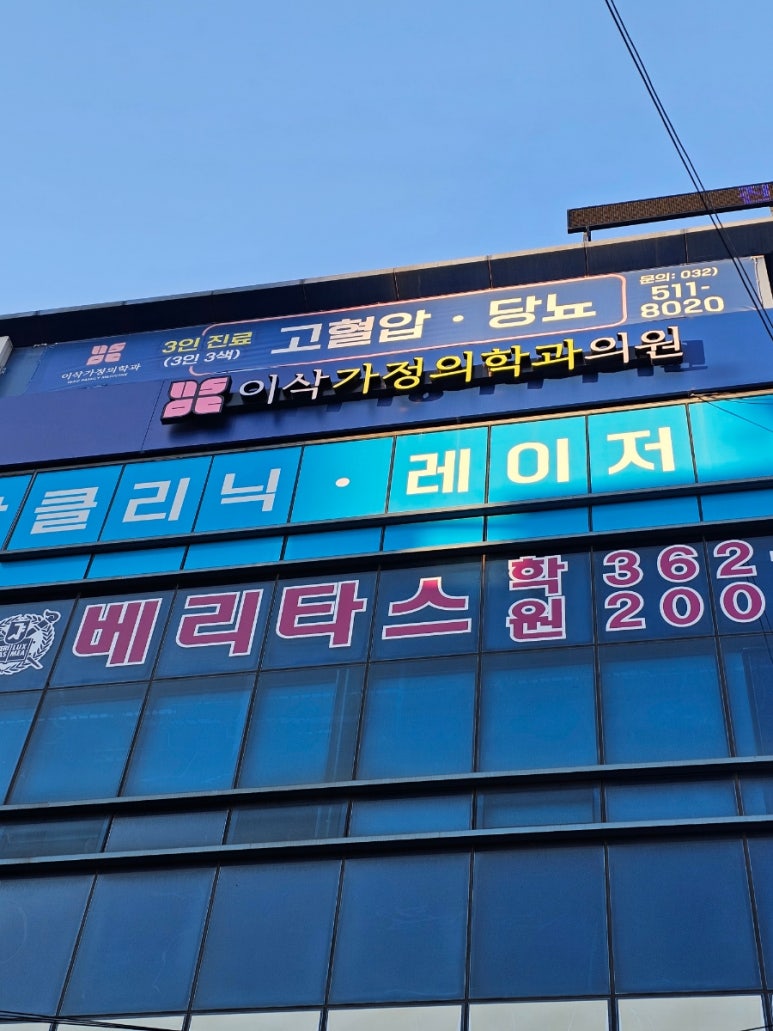 3인 진료
(3인 3색)
고혈압 · 당뇨
문의: 032)
511-
8020
이삭가정의학과
이삭가정의학과의원
클리닉 · 레이저
베리타스 학원
362
200